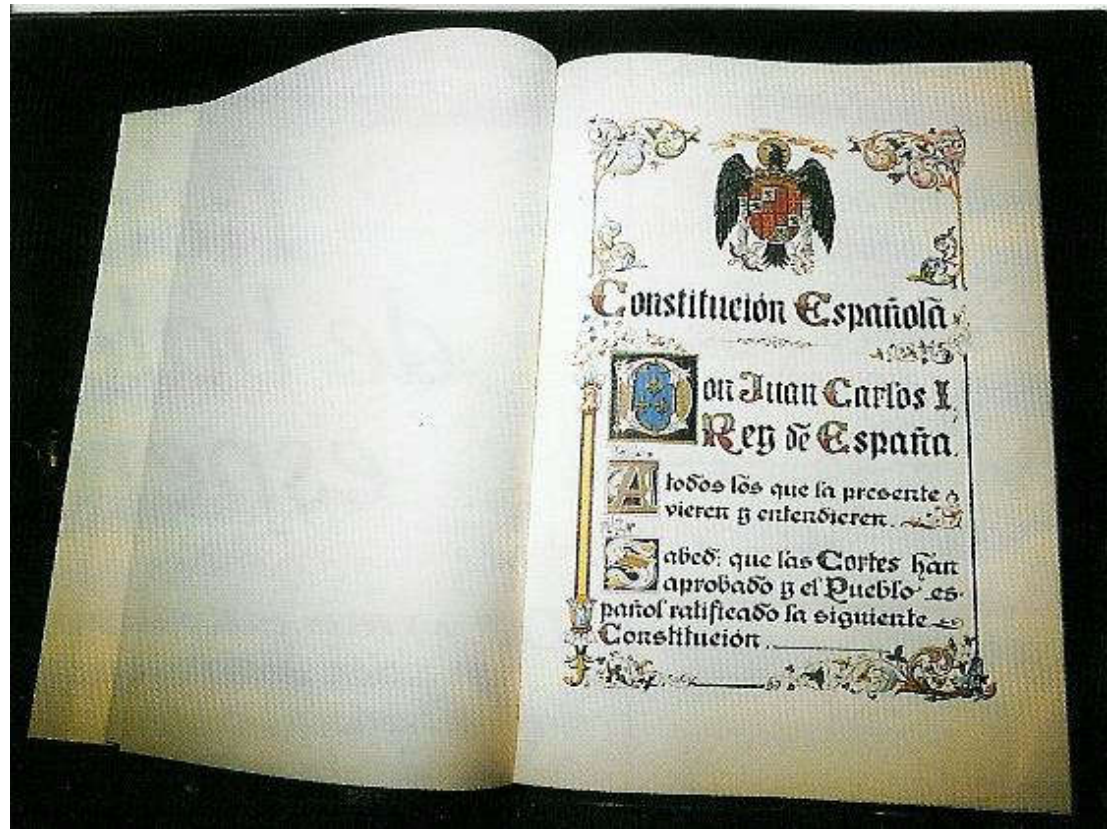 Constitución Española
Don Juan Carlos I,
Rey de España.
A todos los que la presente
vieren y entendieren.
Sabed: que las Cortes han
aprobado y el Pueblo es-
pañol ratificado la siguiente
Constitución.